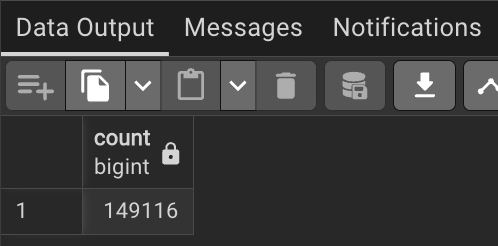 Data Output Messages Notifications
count
bigint
1 149116